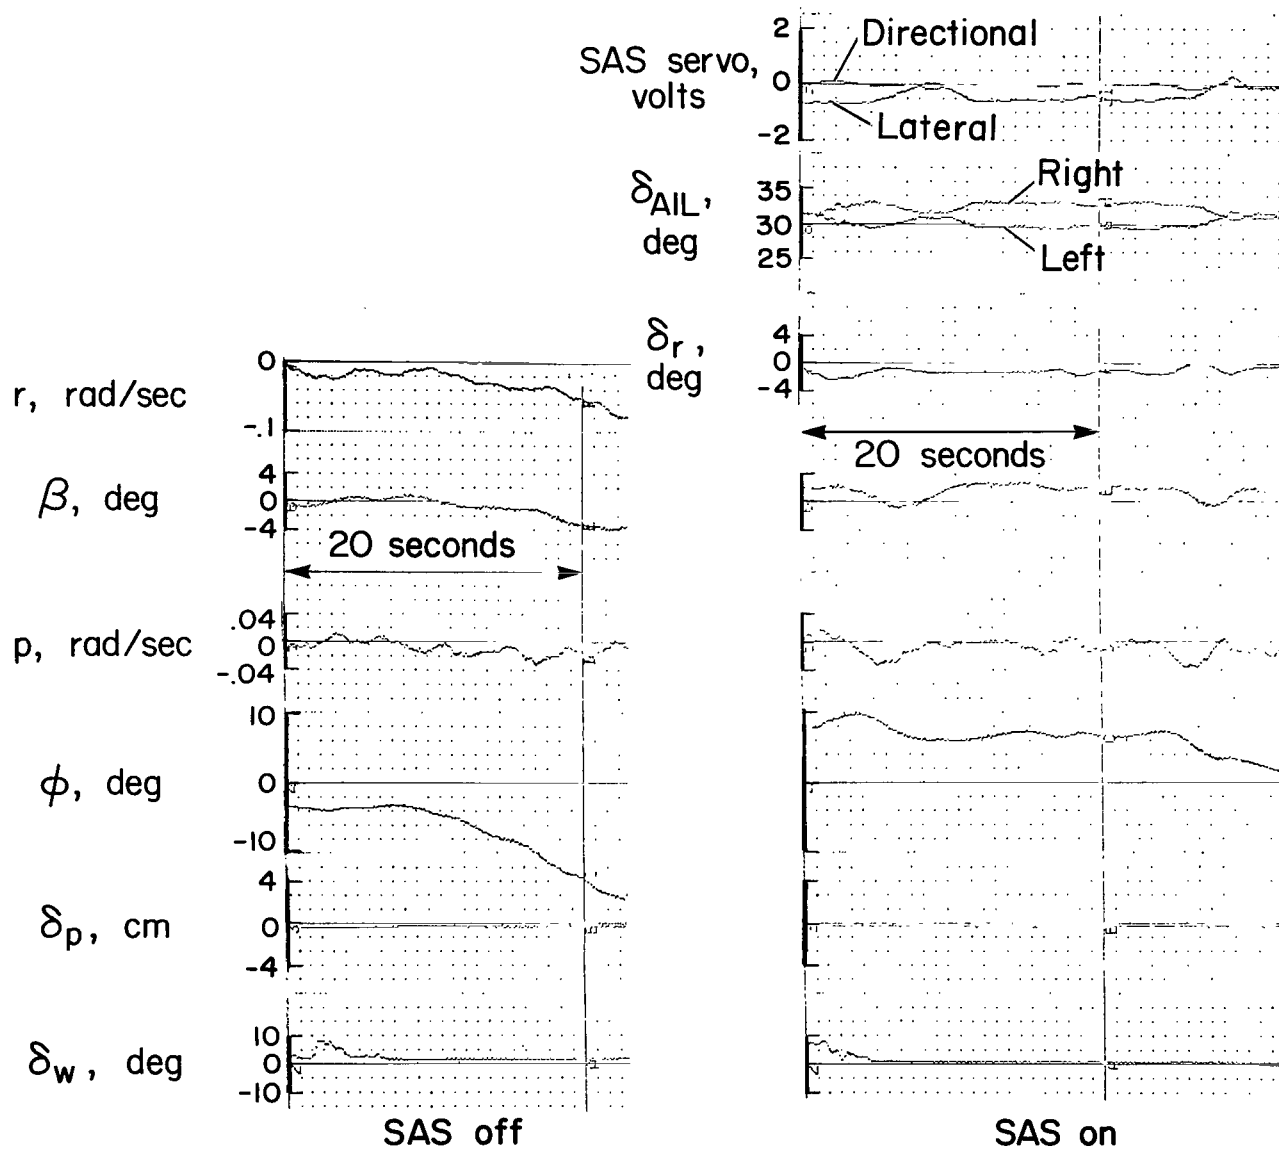 SAS servo,
volts
2
0
-2
Directional
Lateral
δAIL,
deg
35
30
25
Right
Left
δr,
deg
4
0
-4
20 seconds
r, rad/sec
0
-.1
β, deg
4
0
-4
20 seconds
p, rad/sec
.04
0
-.04
ϕ, deg
10
0
-10
δp, cm
4
0
-4
δw, deg
10
0
-10
SAS off
SAS on